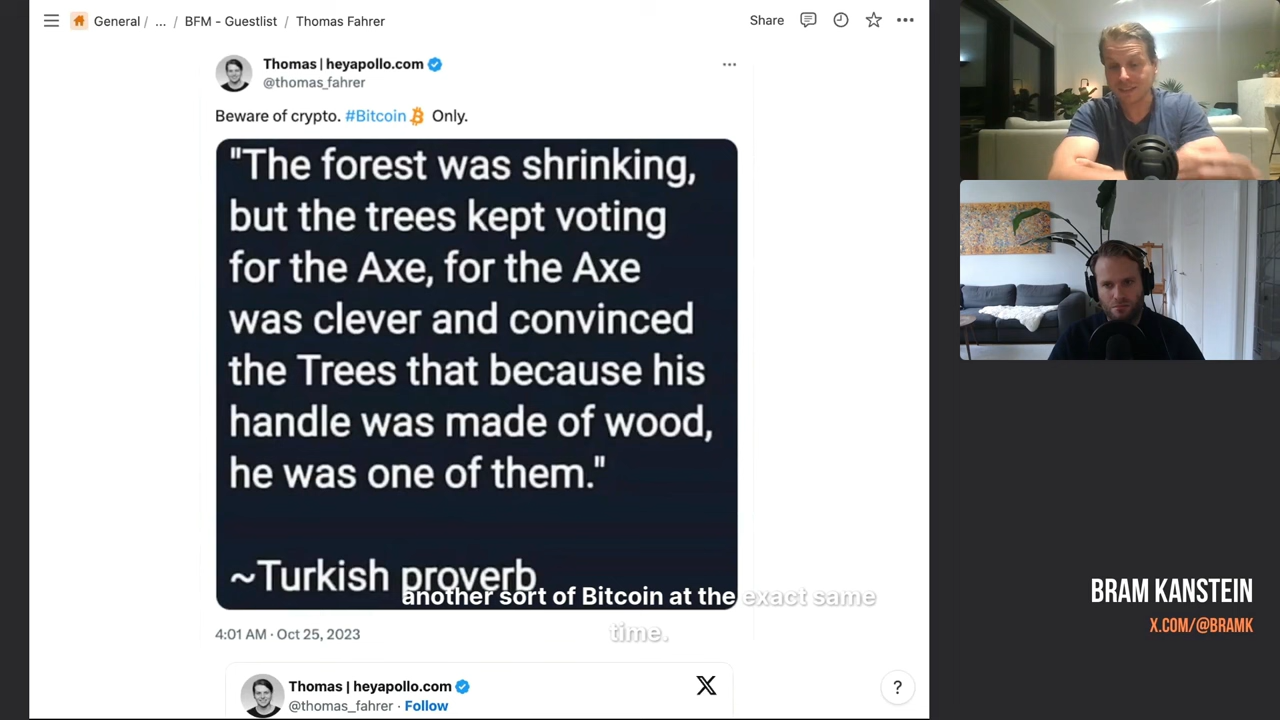 General / ... / BFM - Guestlist / Thomas Fahrer
Share
Thomas | heyapollo.com
@thomas_fahrer
Beware of crypto. #Bitcoin Only.
"The forest was shrinking,
but the trees kept voting
for the Axe, for the Axe
was clever and convinced
the Trees that because his
handle was made of wood,
he was one of them."
~Turkish proverb
another sort of Bitcoin at the exact same
time.
4:01 AM · Oct 25, 2023
Thomas | heyapollo.com
@thomas_fahrer · Follow
?
BRAM KANSTEIN
X.COM/@BRAMK